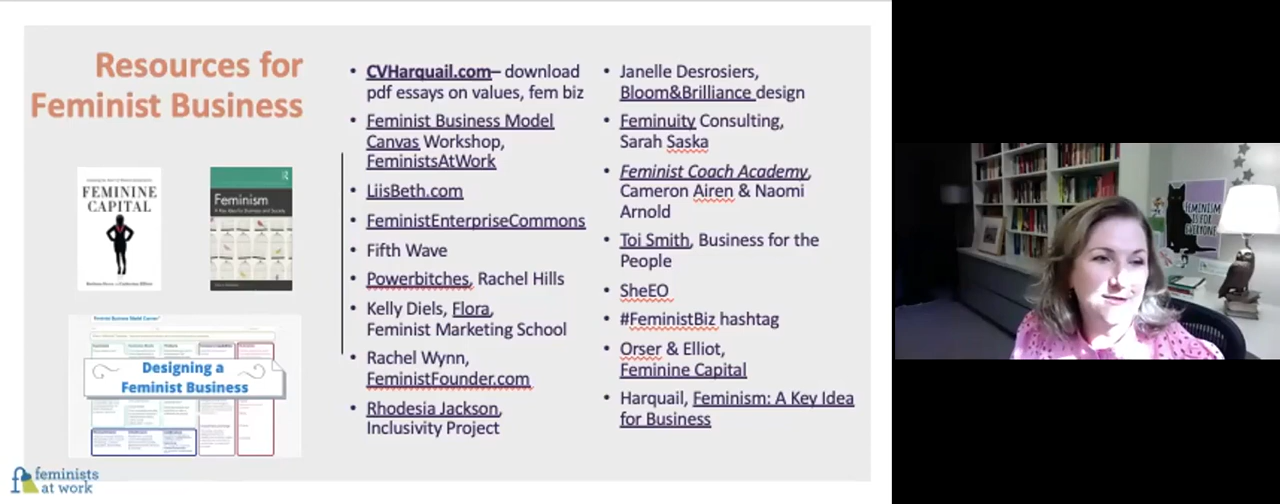 Resources for
Feminist Business
FEMININE
CAPITAL
Feminism
Designing a
Feminist Business
feminists
at work
CVHarquail.com– download
pdf essays on values, fem biz
Feminist Business Model
Canvas Workshop,
FeministsAtWork
LiisBeth.com
FeministEnterpriseCommons
Fifth Wave
Powerbitches, Rachel Hills
Kelly Diels, Flora,
Feminist Marketing School
Rachel Wynn,
FeministFounder.com
Rhodesia Jackson,
Inclusivity Project
Janelle Desrosiers,
Bloom&Brilliance design
Feminuity Consulting,
Sarah Saska
Feminist Coach Academy,
Cameron Airen & Naomi
Arnold
Toi Smith, Business for the
People
SheEO
#FeministBiz hashtag
Orser & Elliot,
Feminine Capital
Harquail, Feminism: A Key Idea
for Business
FEMINISM
IS FOR
EVERYONE